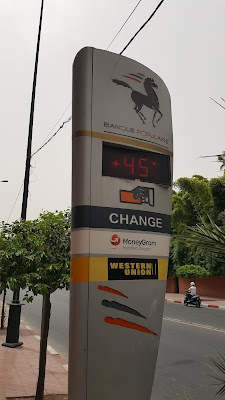 BANQUE POPULAIRE
+45°
CHANGE
MoneyGram
WESTERN
UNION